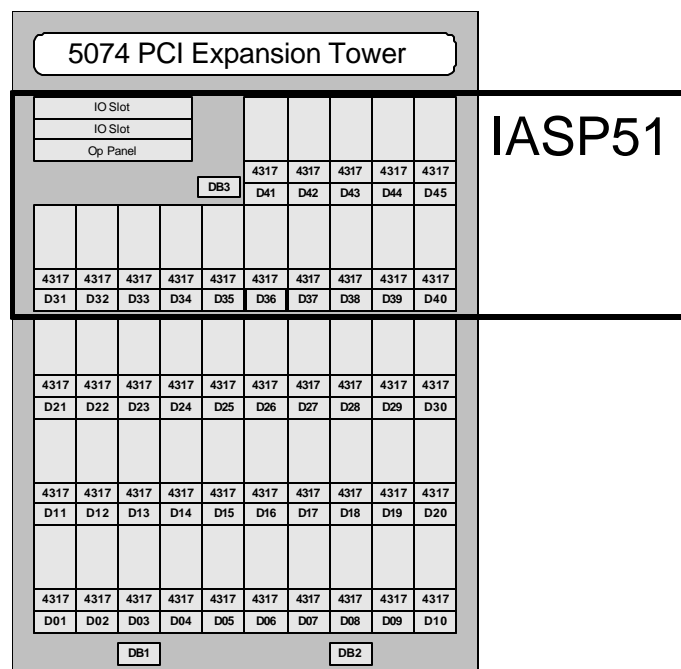 5074 PCI Expansion Tower
IO Slot
IO Slot
Op Panel
IASP51
4317 4317 4317 4317 4317
DB3
D41 D42 D43 D44 D45
4317 4317 4317 4317 4317 4317 4317 4317 4317 4317
D31 D32 D33 D34 D35 D36 D37 D38 D39 D40
4317 4317 4317 4317 4317 4317 4317 4317 4317 4317
D21 D22 D23 D24 D25 D26 D27 D28 D29 D30
4317 4317 4317 4317 4317 4317 4317 4317 4317 4317
D11 D12 D13 D14 D15 D16 D17 D18 D19 D20
4317 4317 4317 4317 4317 4317 4317 4317 4317 4317
D01 D02 D03 D04 D05 D06 D07 D08 D09 D10
DB1 DB2